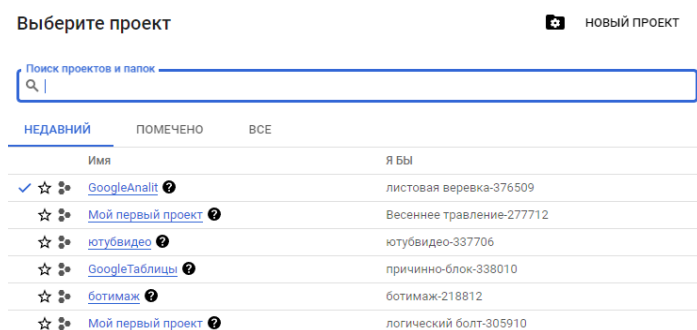 Выберите проект
НОВЫЙ ПРОЕКТ
Поиск проектов и папок
НЕДАВНИЙ ПОМЕЧЕНО ВСЕ
Имя Я БЫ
GoogleAnalit листовая веревка-376509
Мой первый проект Весеннее травление-277712
ютубвидео ютубвидео-337706
GoogleТаблицы причинно-блок-338010
ботимаж ботимаж-218812
Мой первый проект логический болт-305910